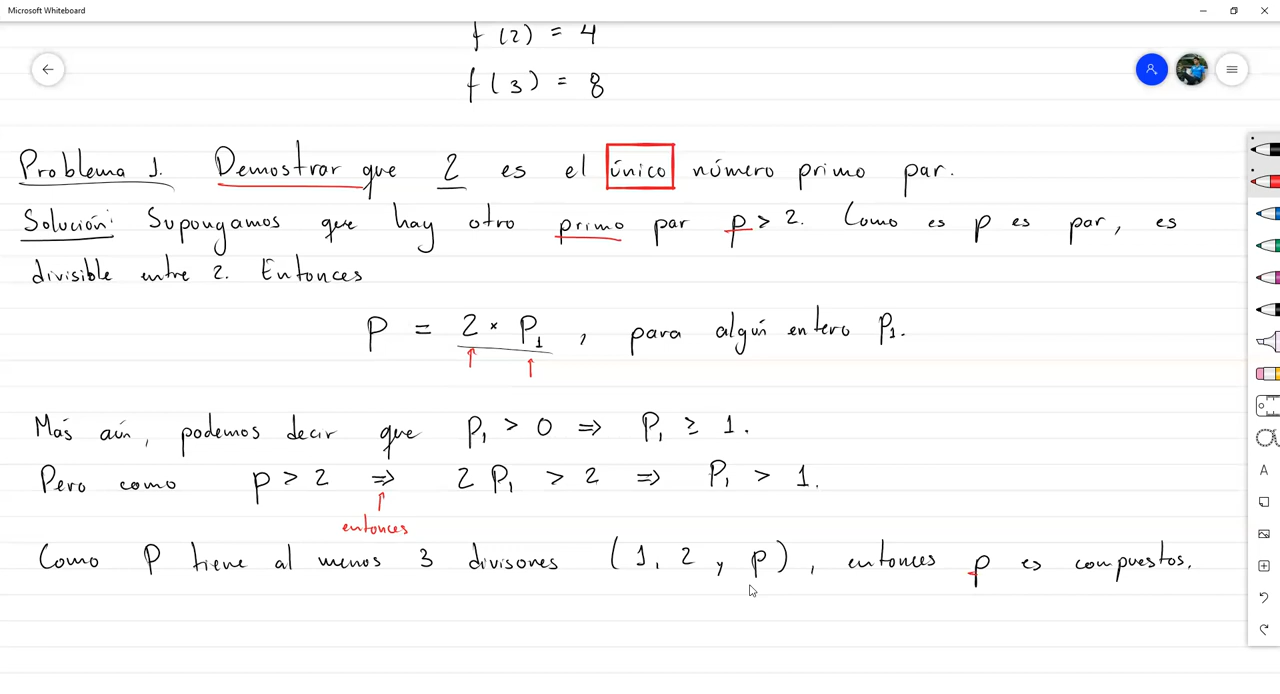 Microsoft Whiteboard
f(2) = 4
f(3) = 8
Problema 1. Demostrar que 2 es el único número primo par.
Solución: Supongamos que hay otro primo par p > 2. Como es p es par, es
divisible entre 2. Entonces
P = 2 × P₁, para algún entero P₁.
Más aún, podemos decir que P₁ > 0 ⇒ P₁ ≥ 1.
Pero como p > 2 ⇒ 2 P₁ > 2 ⇒ P₁ > 1.
entonces
Como P tiene al menos 3 divisores (1, 2 y p), entonces p es compuestos.
A